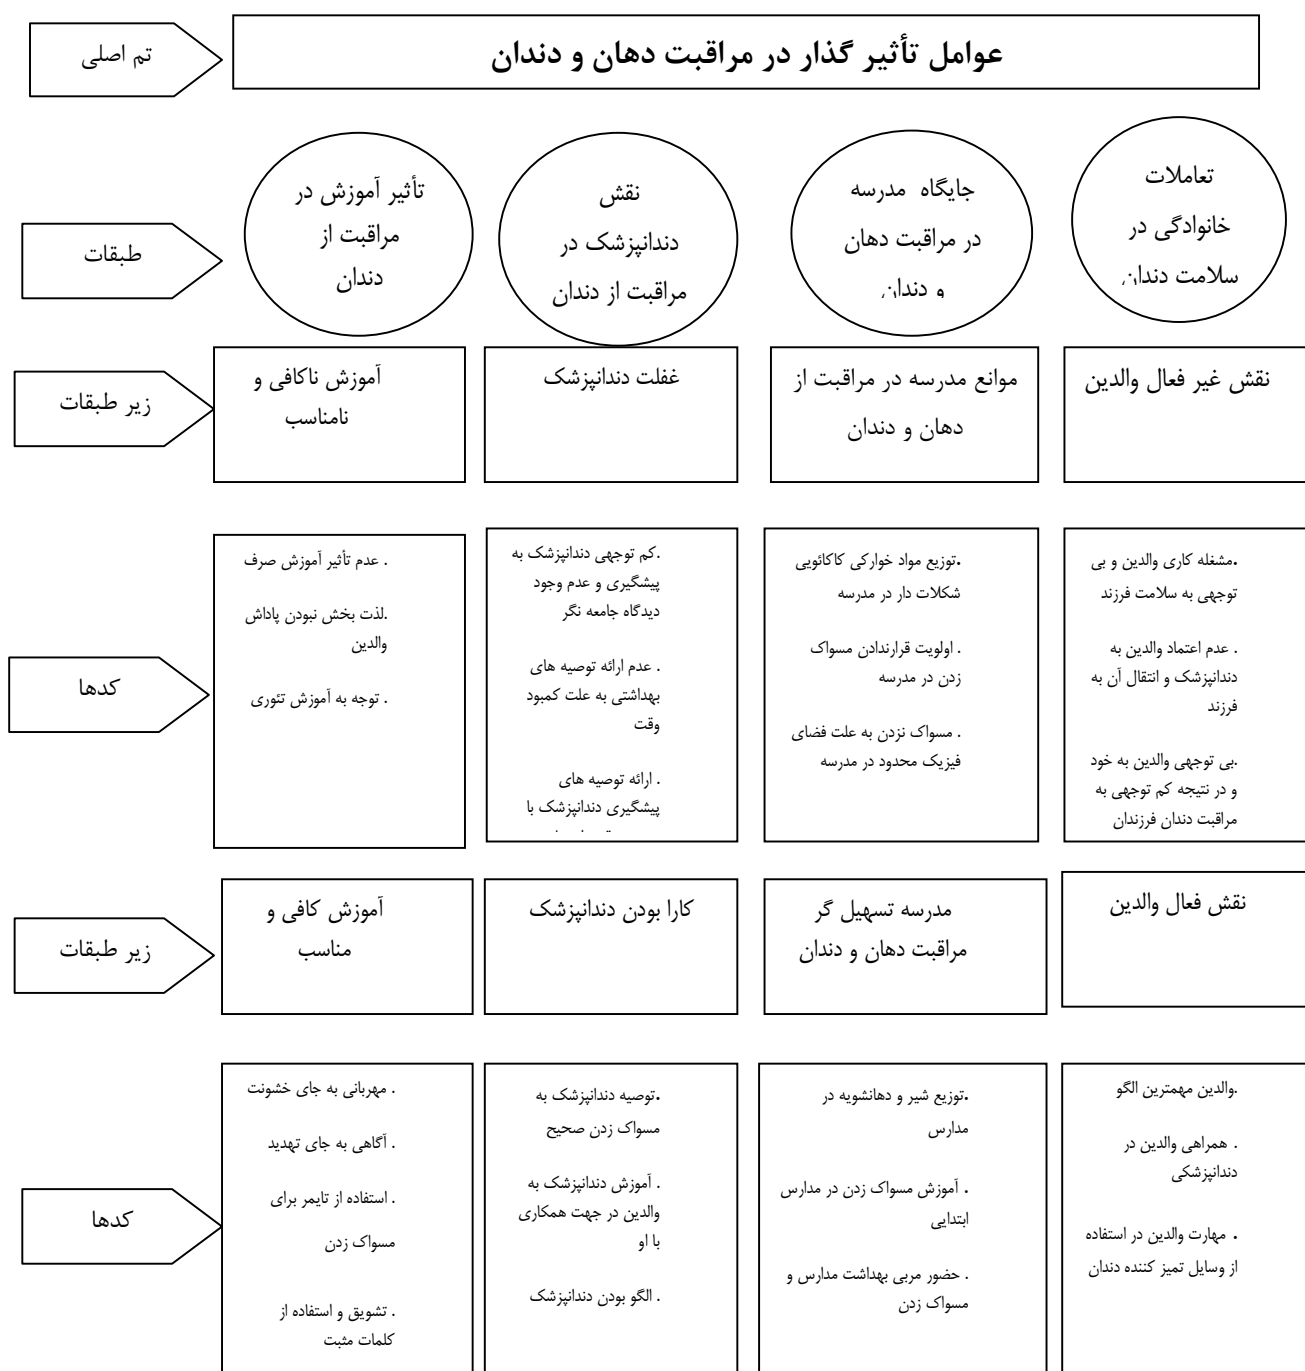 تم اصلی
عوامل تأثیر گذار در مراقبت دهان و دندان
طبقات
تعاملات
خانوادگی در
سلامت دندان
جایگاه مدرسه
در مراقبت دهان
و دندان
نقش
دندانپزشک در
مراقبت از دندان
تأثیر آموزش در
مراقبت از
دندان
زیر طبقات
نقش غیر فعال والدین
موانع مدرسه در مراقبت از
دهان و دندان
غفلت دندانپزشک
آموزش ناکافی و
نامناسب
کدها
.مشغله کاری والدین و بی
توجهی به سلامت فرزند
. عدم اعتماد والدین به
دندانپزشک و انتقال آن به
فرزند
.بی توجهی والدین به خود
و در نتیجه کم توجهی به
مراقبت دندان فرزندان
.توزیع مواد خوارکی کاکائویی
شکلات دار در مدرسه
. اولویت قرارندادن مسواک
زدن در مدرسه
. مسواک نزدن به علت فضای
فیزیک محدود در مدرسه
.کم توجهی دندانپزشک به
پیشگیری و عدم وجود
دیدگاه جامعه نگر
. عدم ارائه توصیه های
بهداشتی به علت کمبود
وقت
. ارائه توصیه های
پیشگیری دندانپزشک با
. عدم تأثیر آموزش صرف
.لذت بخش نبودن پاداش
والدین
. توجه به آموزش تئوری
زیر طبقات
نقش فعال والدین
مدرسه تسهیل گر
مراقبت دهان و دندان
کارا بودن دندانپزشک
آموزش کافی و
مناسب
کدها
.والدین مهمترین الگو
. همراهی والدین در
دندانپزشکی
. مهارت والدین در استفاده
از وسایل تمیز کننده دندان
.توزیع شیر و دهانشویه در
مدارس
. آموزش مسواک زدن در مدارس
ابتدایی
. حضور مربی بهداشت مدارس و
مسواک زدن
.توصیه دندانپزشک به
مسواک زدن صحیح
. آموزش دندانپزشک به
والدین در جهت همکاری
با او
. الگو بودن دندانپزشک
. مهربانی به جای خشونت
. آگاهی به جای تهدید
. استفاده از تایمر برای
مسواک زدن
. تشویق و استفاده از
کلمات مثبت